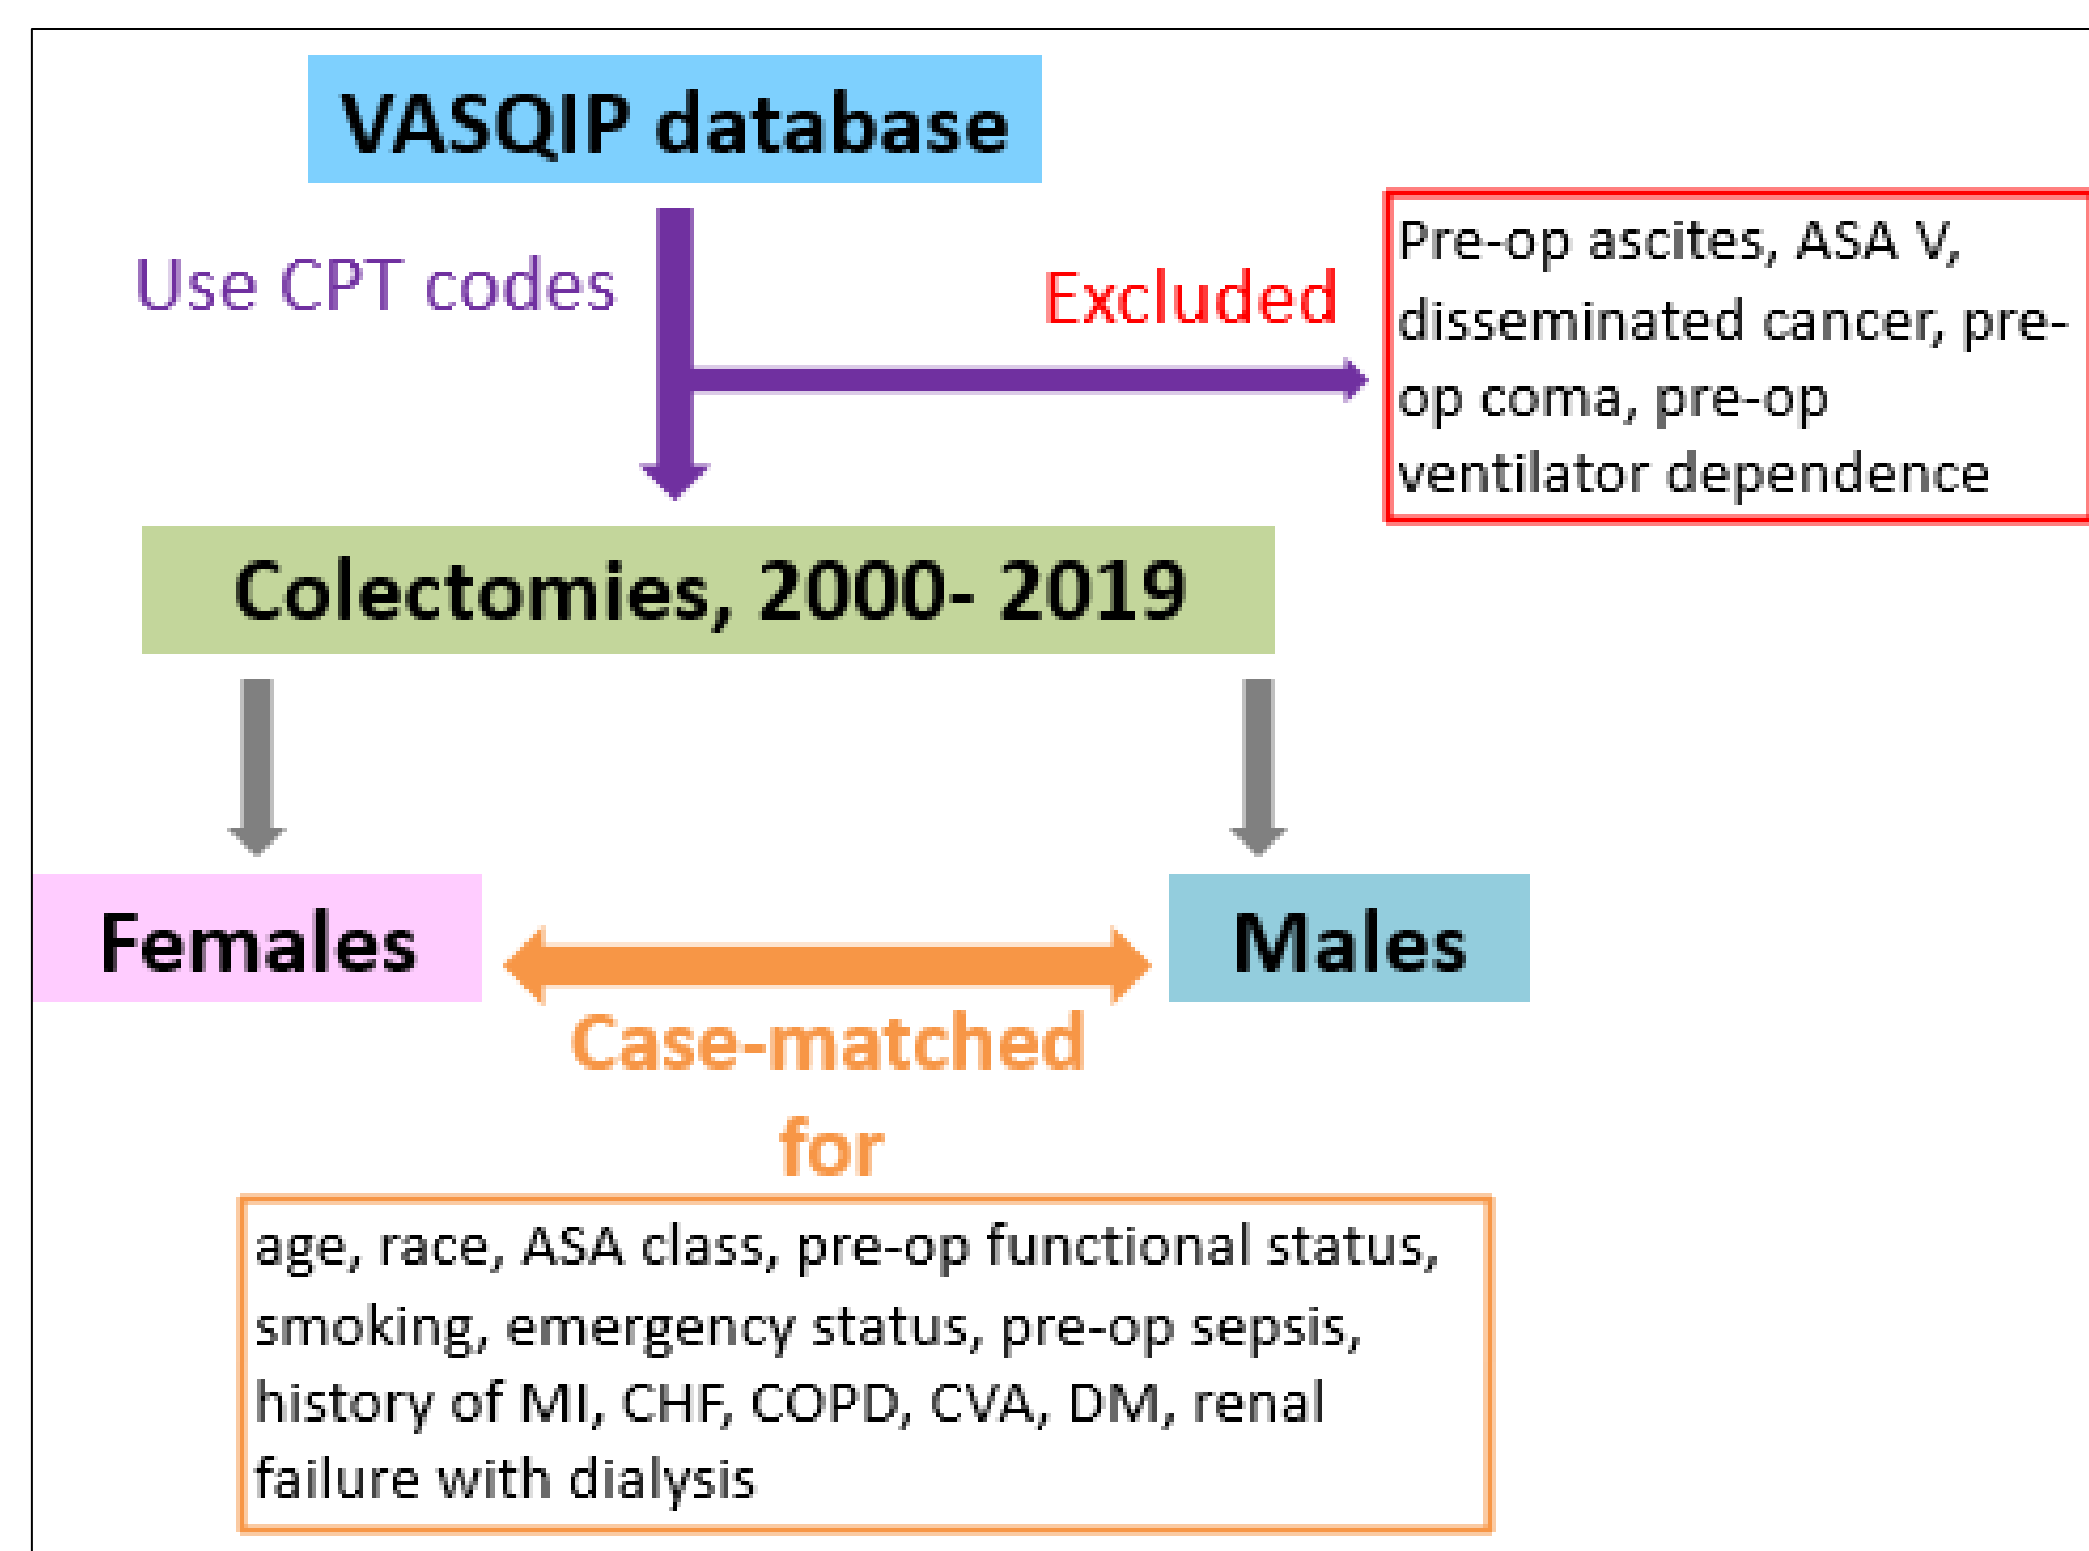 VASQIP database
Use CPT codes
Excluded
Pre-op ascites, ASA V,
disseminated cancer, pre-
op coma, pre-op
ventilator dependence
Colectomies, 2000- 2019
Females
Males
Case-matched
for
age, race, ASA class, pre-op functional status,
smoking, emergency status, pre-op sepsis,
history of MI, CHF, COPD, CVA, DM, renal
failure with dialysis